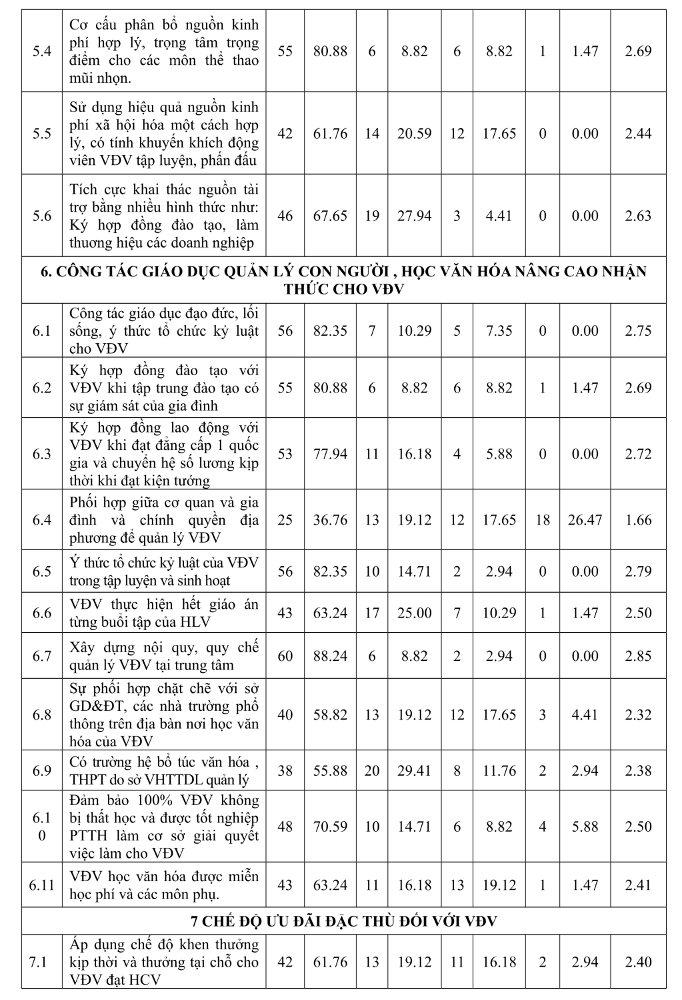 5.4 Cơ cấu phân bổ nguồn kinh 55 80.88 6 8.82 6 8.82 1 1.47 2.69
phí hợp lý, trọng tâm trọng
điểm cho các môn thể thao
mũi nhọn.
5.5 Sử dụng hiệu quả nguồn kinh 42 61.76 14 20.59 12 17.65 0 0.00 2.44
phí xã hội hóa một cách hợp
lý, có tính khuyến khích động
viên VĐV tập luyện, phấn đấu
5.6 Tích cực khai thác nguồn tài 46 67.65 19 27.94 3 4.41 0 0.00 2.63
trợ bằng nhiều hình thức như:
Ký hợp đồng đào tạo, làm
thuơng hiệu các doanh nghiệp
6. CÔNG TÁC GIÁO DỤC QUẢN LÝ CON NGƯỜI , HỌC VĂN HÓA NÂNG CAO NHẬN
THỨC CHO VĐV
6.1 Công tác giáo dục đạo đức, lối 56 82.35 7 10.29 5 7.35 0 0.00 2.75
sống, ý thức tổ chức kỷ luật
cho VĐV
6.2 Ký hợp đồng đào tạo với 55 80.88 6 8.82 6 8.82 1 1.47 2.69
VĐV khi tập trung đào tạo có
sự giám sát của gia đình
6.3 Ký hợp đồng lao động với 53 77.94 11 16.18 4 5.88 0 0.00 2.72
VĐV khi đạt đẳng cấp 1 quốc
gia và chuyển hệ số lương kịp
thời khi đạt kiện tướng
6.4 Phối hợp giữa cơ quan và gia 25 36.76 13 19.12 12 17.65 18 26.47 1.66
đình và chính quyền địa
phương để quản lý VĐV
6.5 Ý thức tổ chức kỷ luật của VĐV 56 82.35 10 14.71 2 2.94 0 0.00 2.79
trong tập luyện và sinh hoạt
6.6 VĐV thực hiện hết giáo án 43 63.24 17 25.00 7 10.29 1 1.47 2.50
từng buổi tập của HLV
6.7 Xây dựng nội quy, quy chế 60 88.24 6 8.82 2 2.94 0 0.00 2.85
quản lý VĐV tại trung tâm
6.8 Sự phối hợp chặt chẽ với sở 40 58.82 13 19.12 12 17.65 3 4.41 2.32
GD&ĐT, các nhà trường phổ
thông trên địa bàn nơi học văn
hóa của VĐV
6.9 Có trường hệ bổ túc văn hóa , 38 55.88 20 29.41 8 11.76 2 2.94 2.38
THPT do sở VHTTDL quản lý
6.1 Đảm bảo 100% VĐV không 48 70.59 10 14.71 6 8.82 4 5.88 2.50
0 bị thất học và được tốt nghiệp
PTTH làm cơ sở giải quyết
việc làm cho VĐV
6.11 VĐV học văn hóa được miễn 43 63.24 11 16.18 13 19.12 1 1.47 2.41
học phí và các môn phụ.
7 CHẾ ĐỘ ƯU ĐÃI ĐẶC THÙ ĐỐI VỚI VĐV
7.1 Áp dụng chế độ khen thưởng 42 61.76 13 19.12 11 16.18 2 2.94 2.40
kịp thời và thưởng tại chỗ cho
VĐV đạt HCV